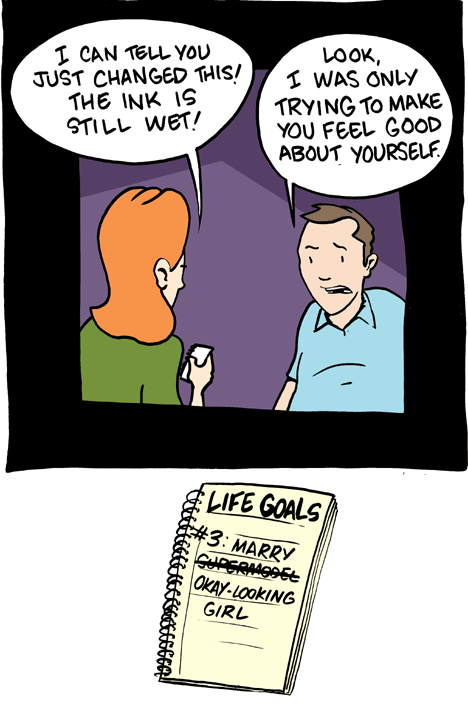 I CAN TELL YOU
JUST CHANGED THIS!
THE INK IS
STILL WET!
LOOK,
I WAS ONLY
TRYING TO MAKE
YOU FEEL GOOD
ABOUT YOURSELF.
LIFE GOALS
#3: MARRY
SUPERMODEL
OKAY-LOOKING
GIRL